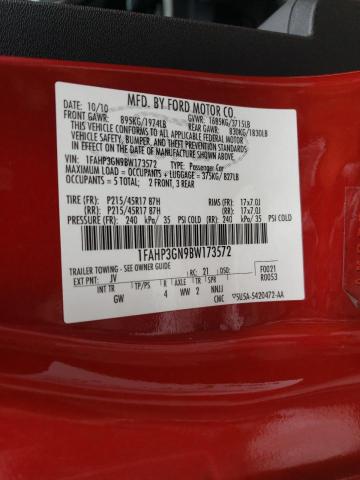 MFD. BY FORD MOTOR CO.
DATE: 10/10
GVWR: 1685KG/3715LB
FRONT GAWR: 895KG/1974LB
REAR GAWR: 830KG/1830LB
THIS VEHICLE CONFORMS TO ALL APPLICABLE FEDERAL MOTOR
VEHICLE SAFETY, BUMPER, AND THEFT PREVENTION STANDARDS
IN EFFECT ON THE DATE OF MANUFACTURE SHOWN ABOVE.
VIN: 1FAHP3GN9BW173572 TYPE: Passenger Car
MAXIMUM LOAD= OCCUPANTS + LUGGAGE = 375KG/827LB
OCCUPANTS = 5 TOTAL: 2 FRONT, 3 REAR
TIRE (FR): P215/45R17 87H RIMS (FR): 17x7.0J
(RR): P215/45R17 87H (RR): 17x7.0J
PRESSURE (FR): 240 kPa/ 35 PSI COLD (RR): 240 kPa/ 35 PSI COLD
1FAHP3GN9BW173572
TRAILER TOWING - SEE OWNER GUIDE
F0021
R0053
EXT PNT: JV RC: 21 DSO:
INT TR TP/PS R AXLE TR SPR
GW 4 WW 2 NNJJ
CMC 5U5A-5420472-AA